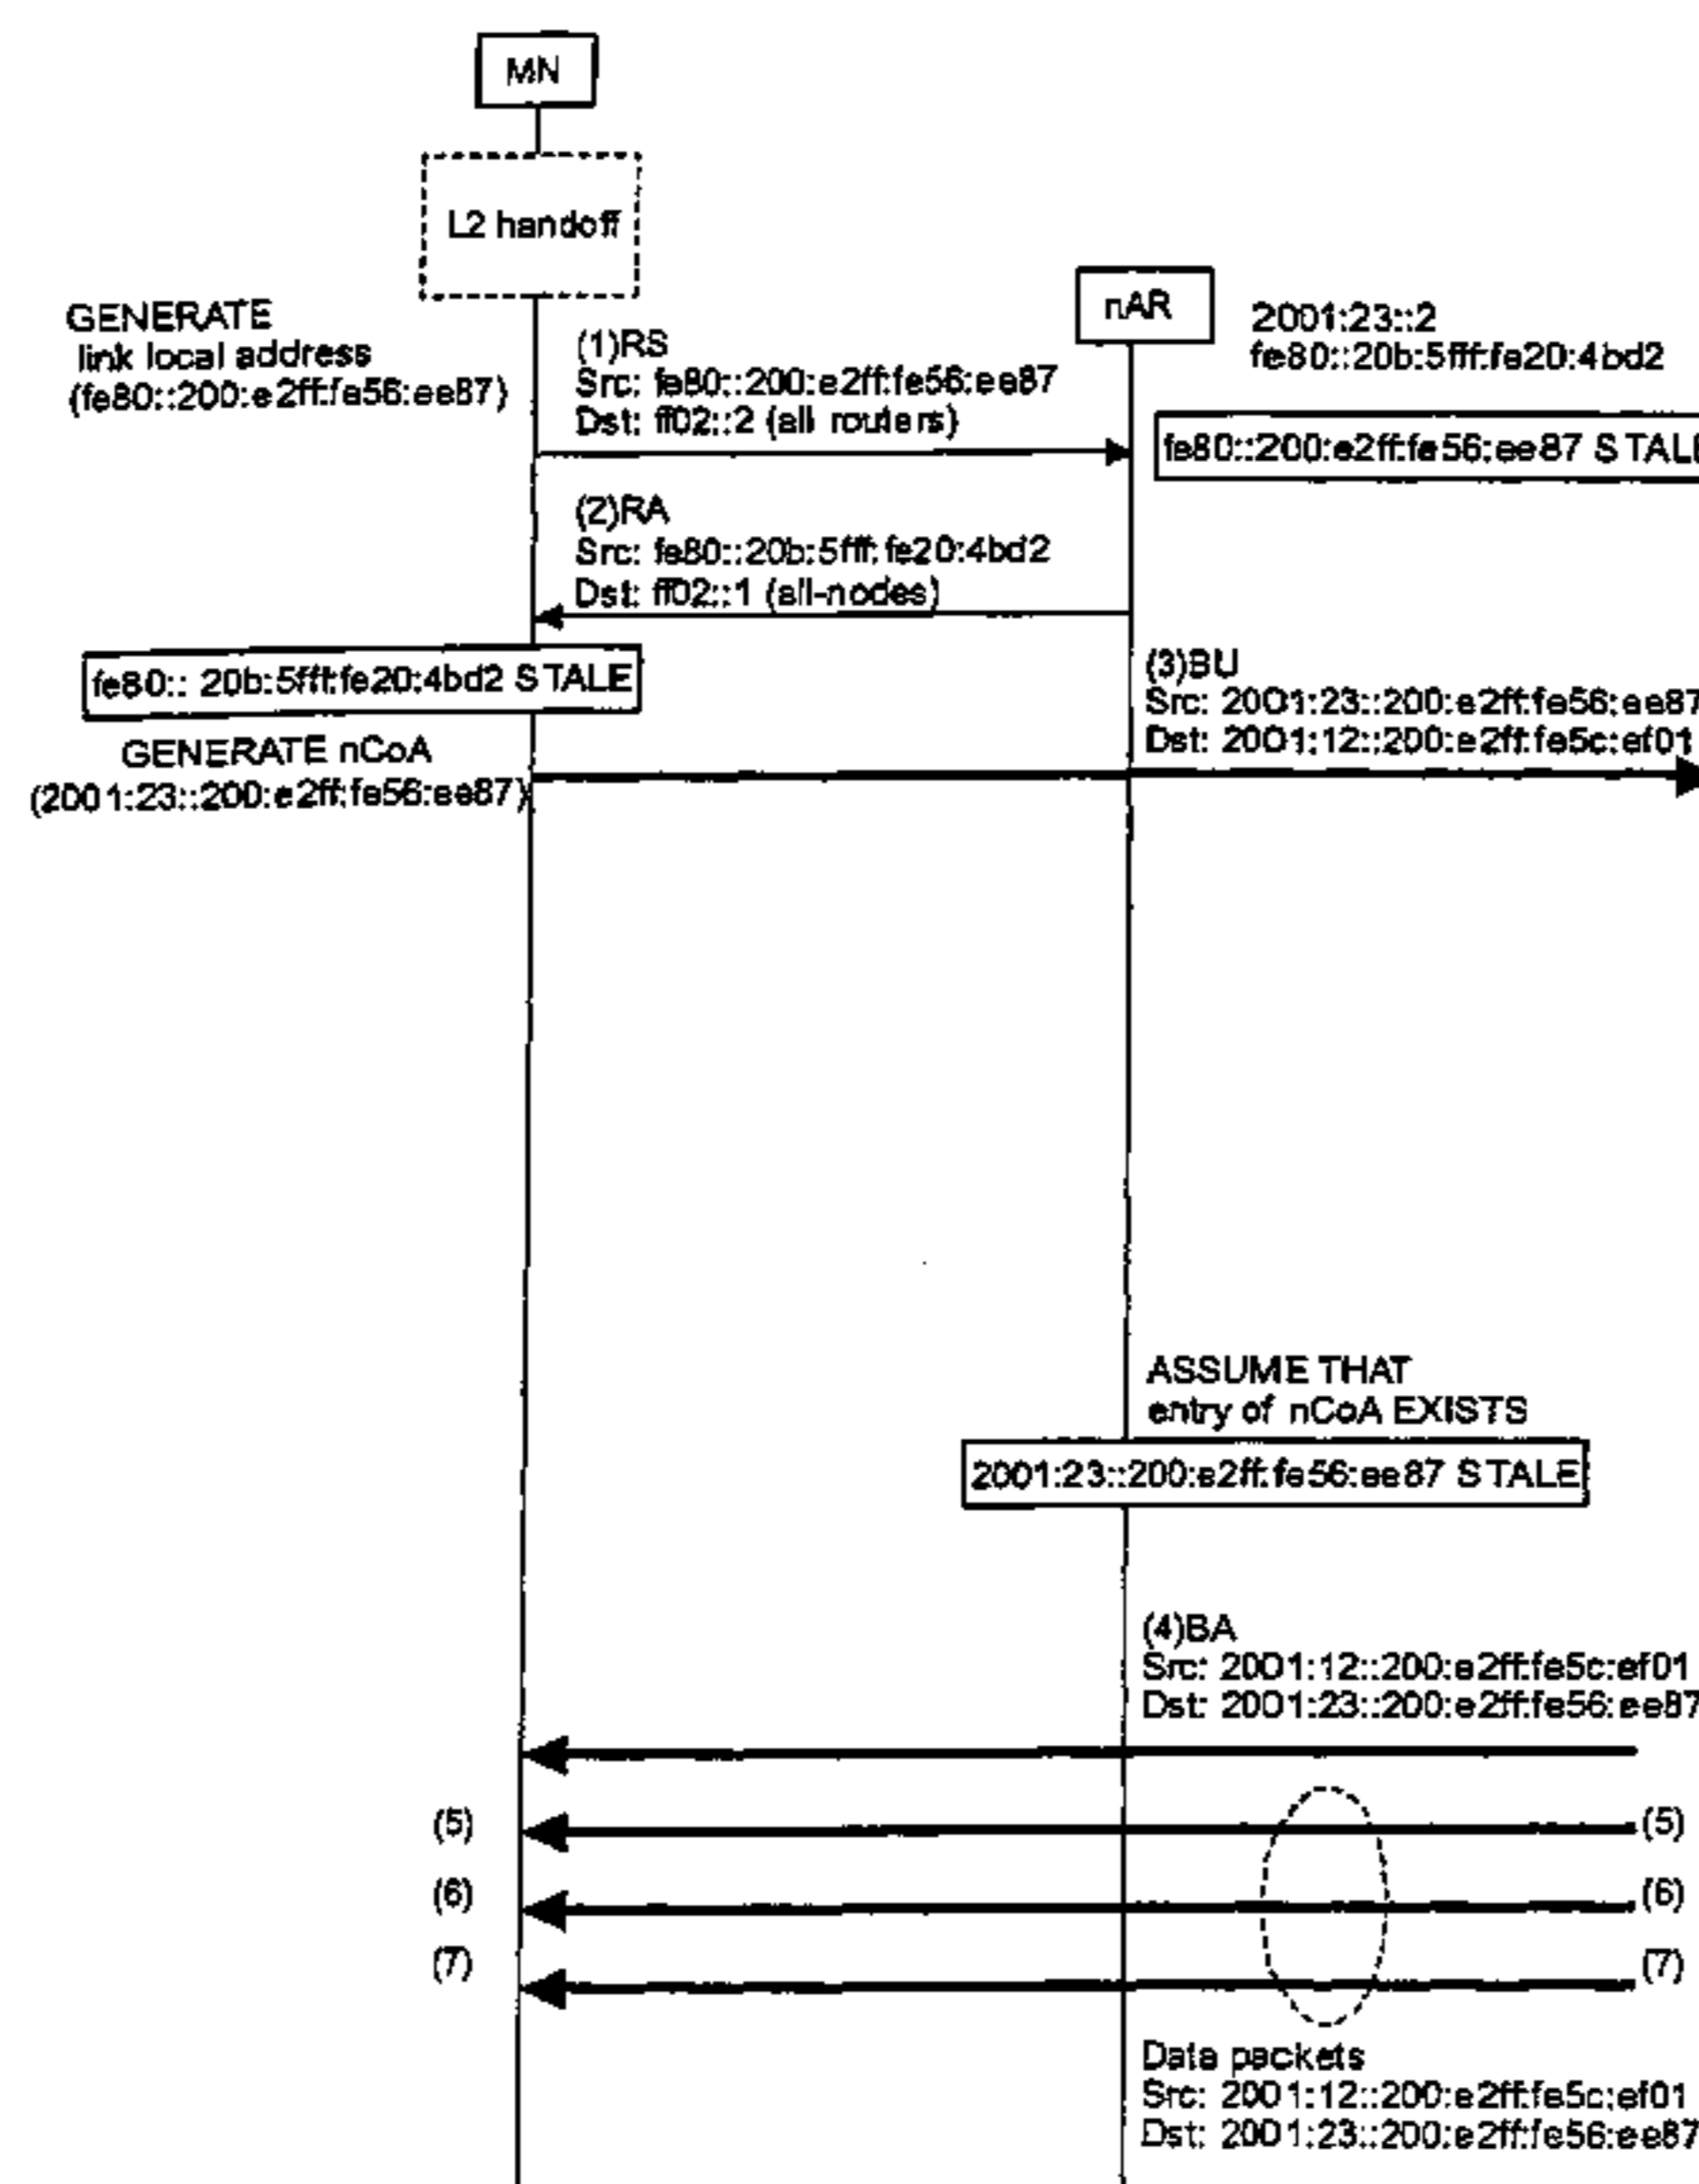 MN
L2 handoff
GENERATE
link local address
(fe80::200:e2ff:fe56:ee87)
nAR
2001:23::2
fe80::20b:5fff:fe20:4bd2
(1)RS
Src: fe80::200:e2ff:fe56:ee87
Dst: ff02::2 (all routers)
fe80::200:e2ff:fe56:ee87 STALE
(2)RA
Src: fe80::20b:5fff:fe20:4bd2
Dst: ff02::1 (all-nodes)
fe80:: 20b:5fff:fe20:4bd2 STALE
GENERATE nCoA
(2001:23::200:e2ff:fe56:ee87)
(3)BU
Src: 2001:23::200:e2ff:fe56:ee87
Dst: 2001:12::200:e2ff:fe5c:ef01
ASSUME THAT
entry of nCoA EXISTS
2001:23::200:e2ff:fe56:ee87 STALE
(4)BA
Src: 2001:12::200:e2ff:fe5c:ef01
Dst: 2001:23::200:e2ff:fe56:ee87
(5) (5)
(6) (6)
(7) (7)
Data packets
Src: 2001:12::200:e2ff:fe5c:ef01
Dst: 2001:23::200:e2ff:fe56:ee87